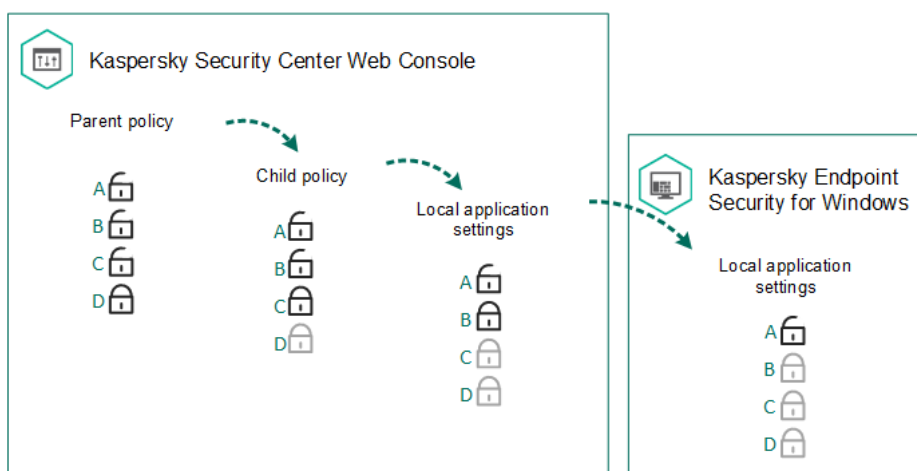 Kaspersky Security Center Web Console
Parent policy
A
B
C
D
Child policy
A
B
C
D
Local application
settings
A
B
C
D
Kaspersky Endpoint
Security for Windows
Local application
settings
A
B
C
D